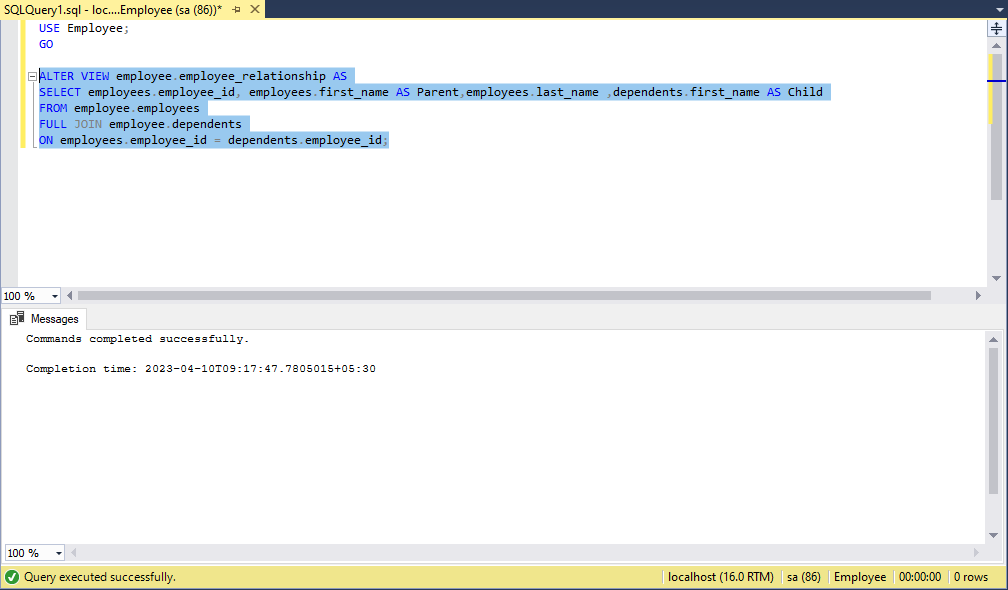 SQLQuery1.sql - loc....Employee (sa (86))*
USE Employee;
GO
ALTER VIEW employee.employee_relationship AS
SELECT employees.employee_id, employees.first_name AS Parent,employees.last_name ,dependents.first_name AS Child
FROM employee.employees
FULL JOIN employee.dependents
ON employees.employee_id = dependents.employee_id;
100 %
Messages
Commands completed successfully.
Completion time: 2023-04-10T09:17:47.7805015+05:30
100 %
Query executed successfully. localhost (16.0 RTM) sa (86) Employee 00:00:00 0 rows